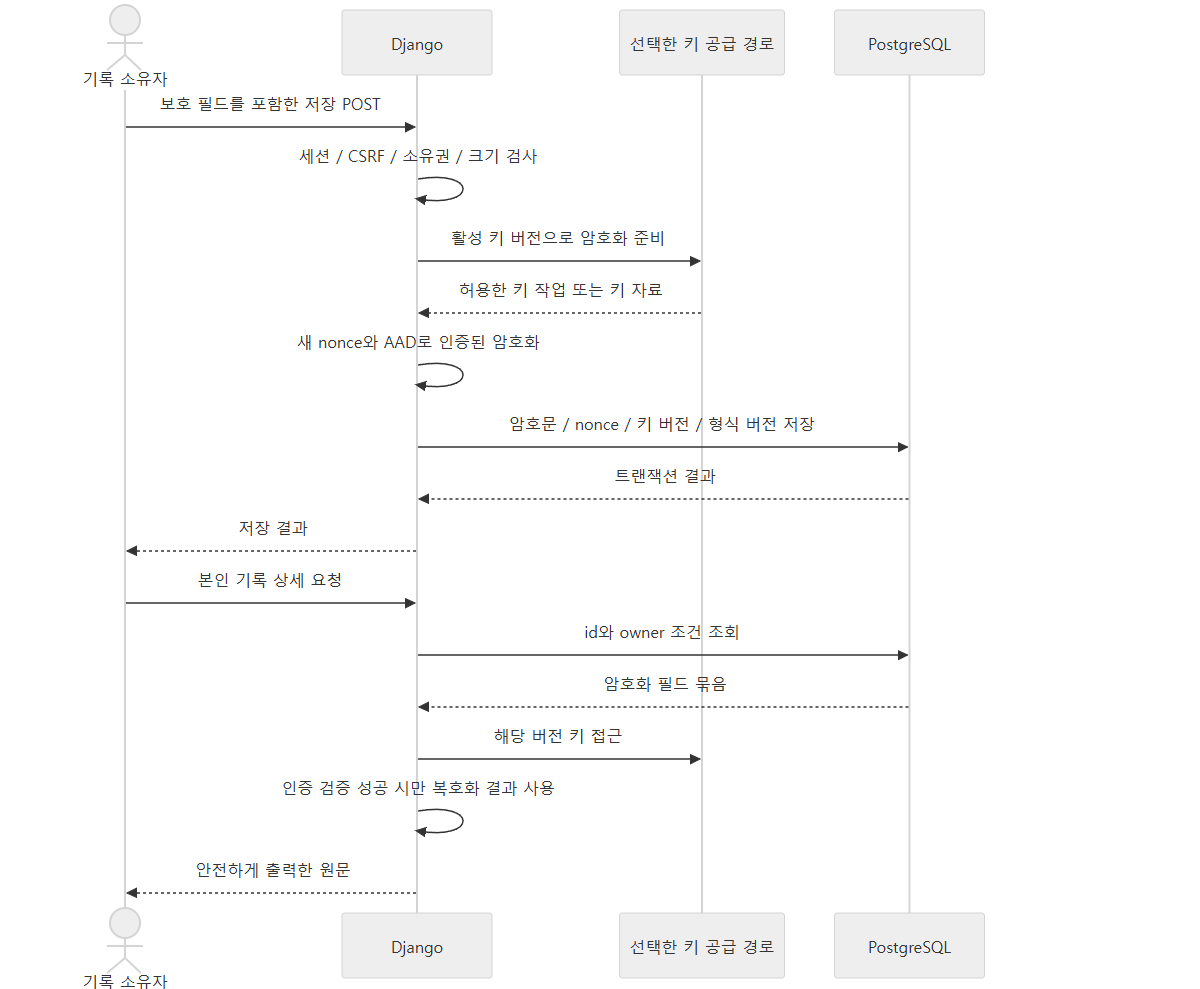 기록 소유자
Django
선택한 키 공급 경로
PostgreSQL
보호 필드를 포함한 저장 POST
세션 / CSRF / 소유권 / 크기 검사
활성 키 버전으로 암호화 준비
허용한 키 작업 또는 키 자료
새 nonce와 AAD로 인증된 암호화
암호문 / nonce / 키 버전 / 형식 버전 저장
트랜잭션 결과
저장 결과
본인 기록 상세 요청
id와 owner 조건 조회
암호화 필드 묶음
해당 버전 키 접근
인증 검증 성공 시만 복호화 결과 사용
안전하게 출력한 원문
기록 소유자
Django
선택한 키 공급 경로
PostgreSQL